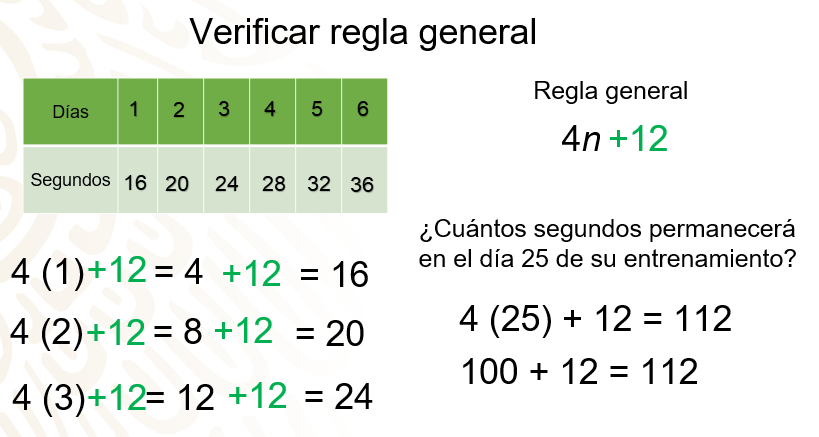 Verificar regla general
Días 1 2 3 4 5 6
Segundos 16 20 24 28 32 36
4 (1)+12 = 4 +12 = 16
4 (2)+12 = 8 +12 = 20
4 (3)+12= 12 +12 = 24
Regla general
4n +12
¿Cuántos segundos permanecerá
en el día 25 de su entrenamiento?
4 (25) + 12 = 112
100 + 12 = 112